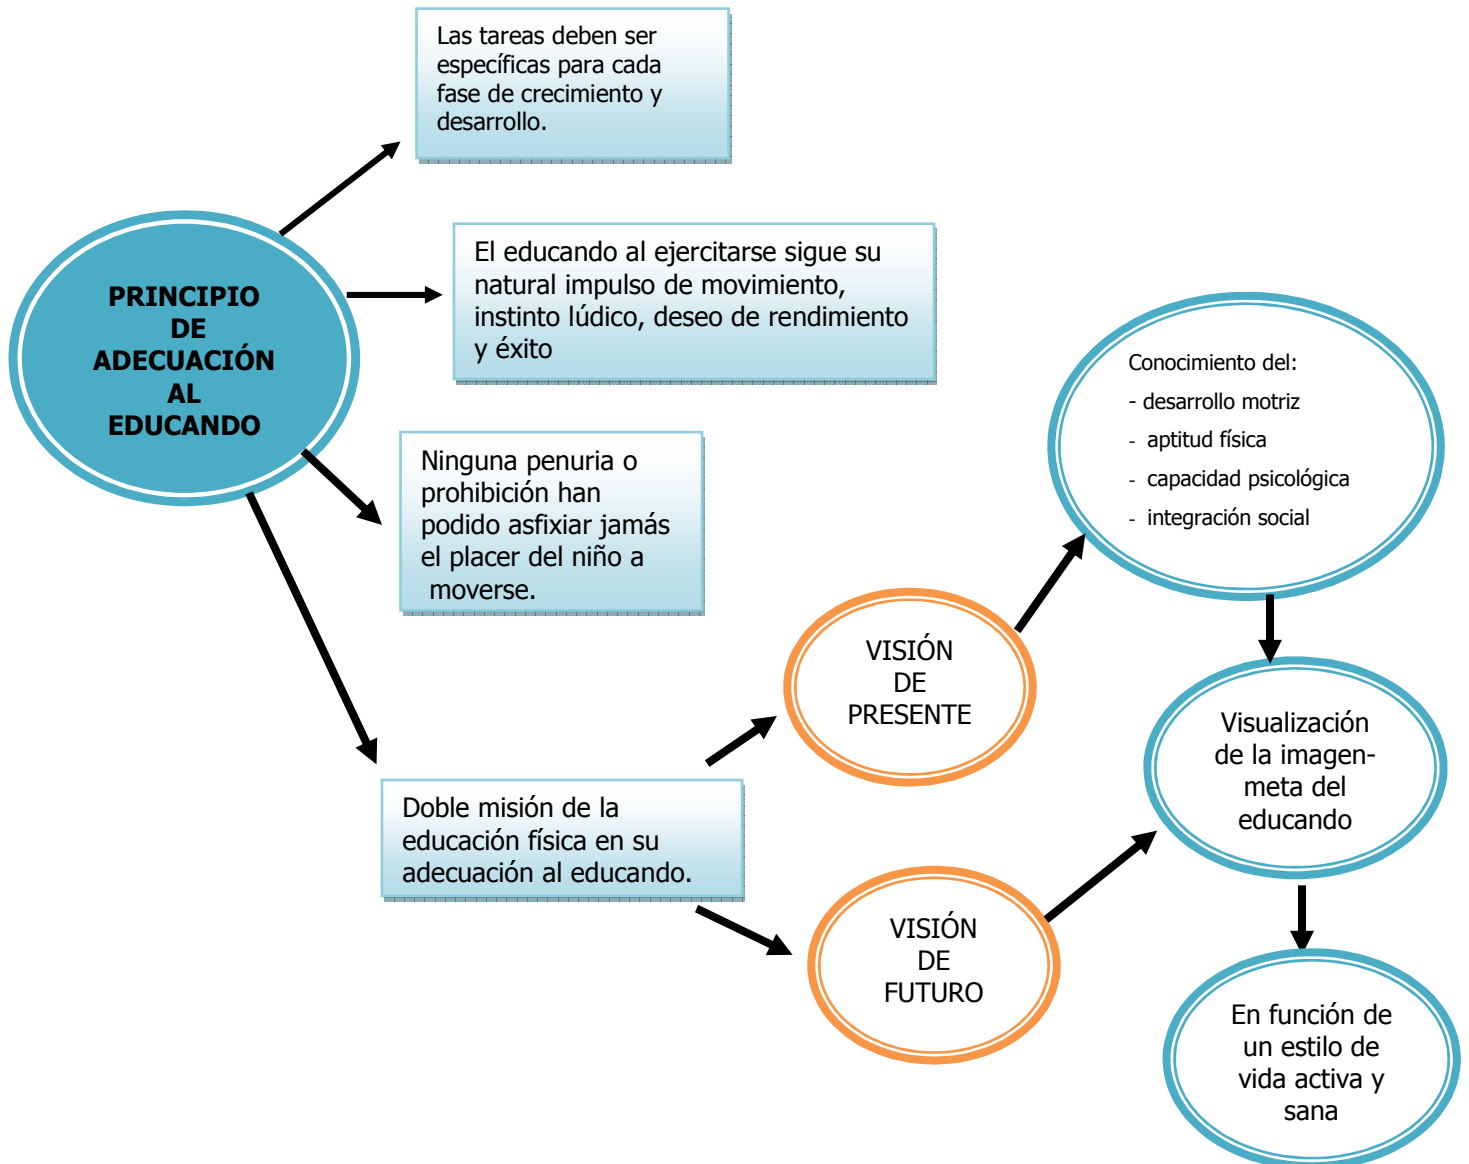 Las tareas deben ser
específicas para cada
fase de crecimiento y
desarrollo.
PRINCIPIO
DE
ADECUACIÓN
AL
EDUCANDO
El educando al ejercitarse sigue su
natural impulso de movimiento,
instinto lúdico, deseo de rendimiento
y éxito
Ninguna penuria o
prohibición han
podido asfixiar jamás
el placer del niño a
moverse.
Doble misión de la
educación física en su
adecuación al educando.
VISIÓN
DE
PRESENTE
VISIÓN
DE
FUTURO
Conocimiento del:
- desarrollo motriz
- aptitud física
- capacidad psicológica
- integración social
Visualización
de la imagen-
meta del
educando
En función de
un estilo de
vida activa y
sana